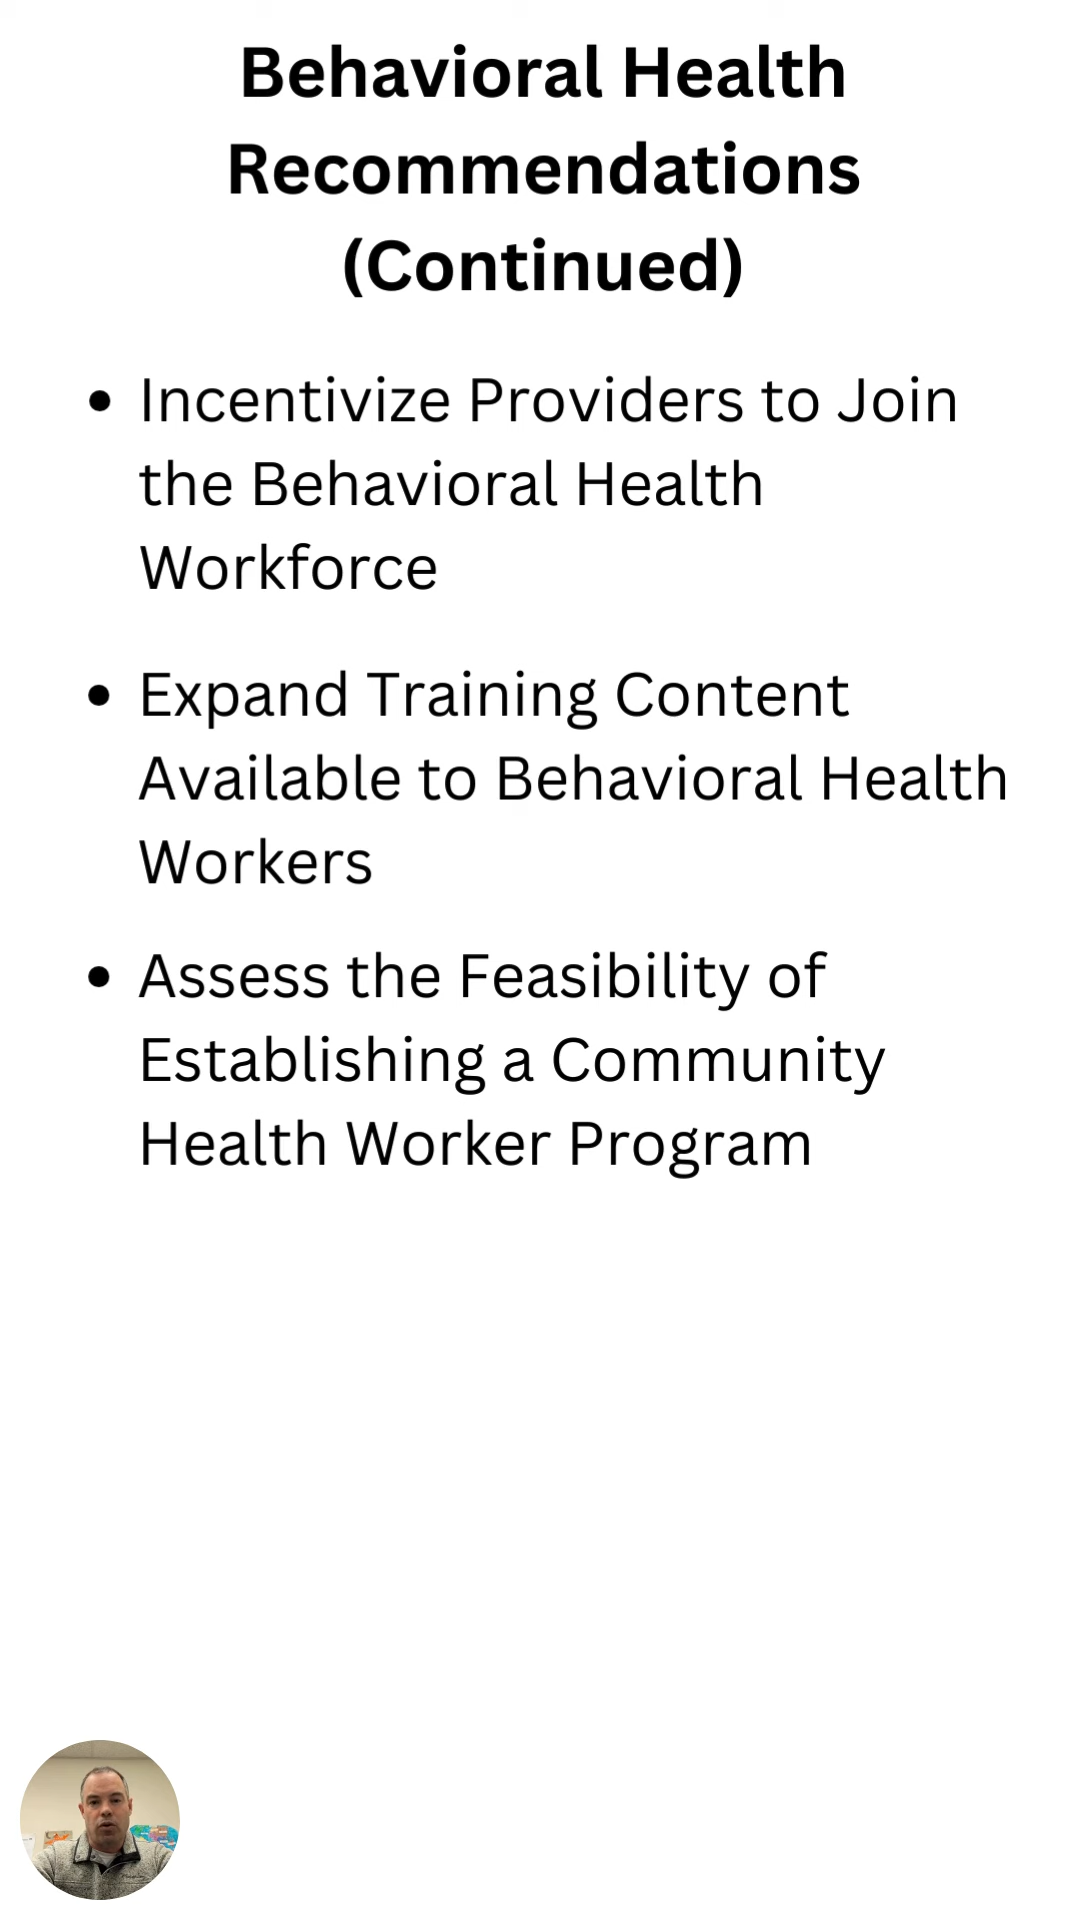 Behavioral Health
Recommendations
(Continued)
• Incentivize Providers to Join
the Behavioral Health
Workforce
• Expand Training Content
Available to Behavioral Health
Workers
• Assess the Feasibility of
Establishing a Community
Health Worker Program